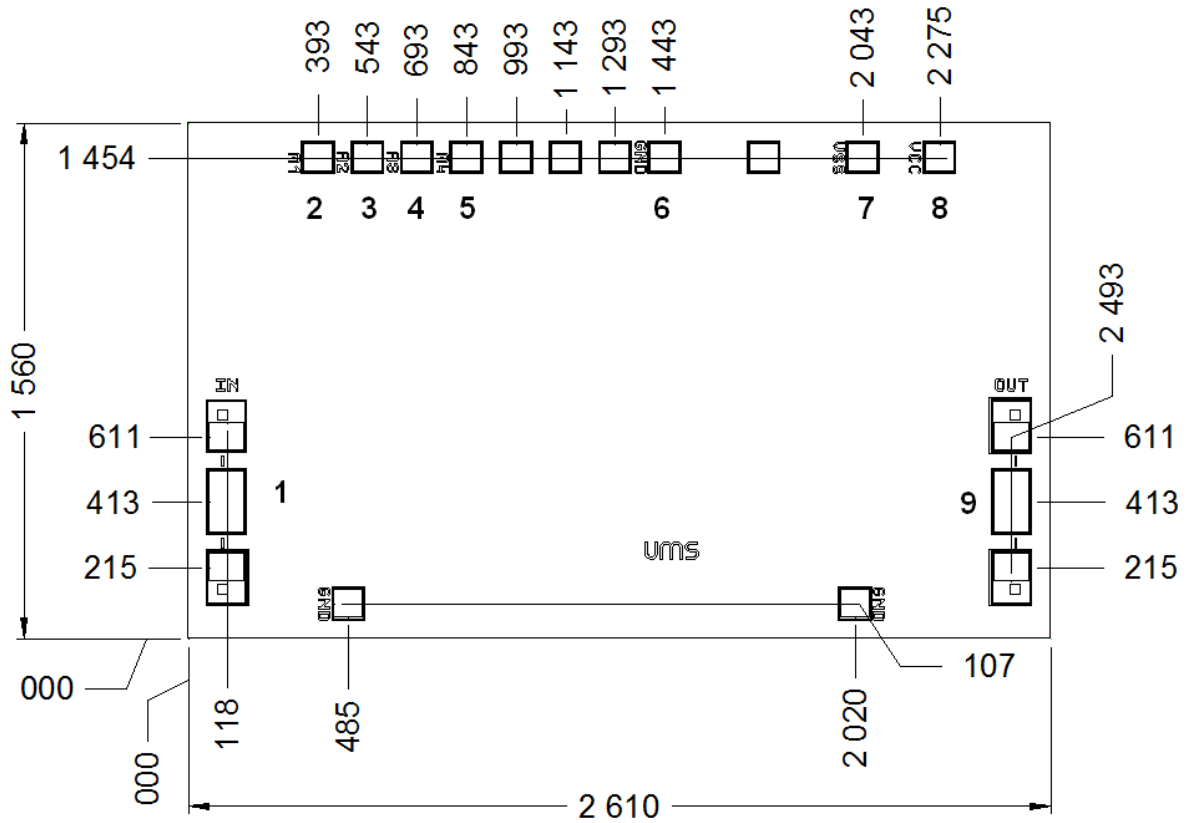 393 543 693 843 993 1 143 1 293 1 443 2 043 2 275
1 454
A1 A2 A3 A4 GND VSS VCC
2 3 4 5 6 7 8
2 493
1 560
IN OUT
611 611
413 1 9 413
215 ums 215
GND GND
107
000
000 118 485 2 020
2 610